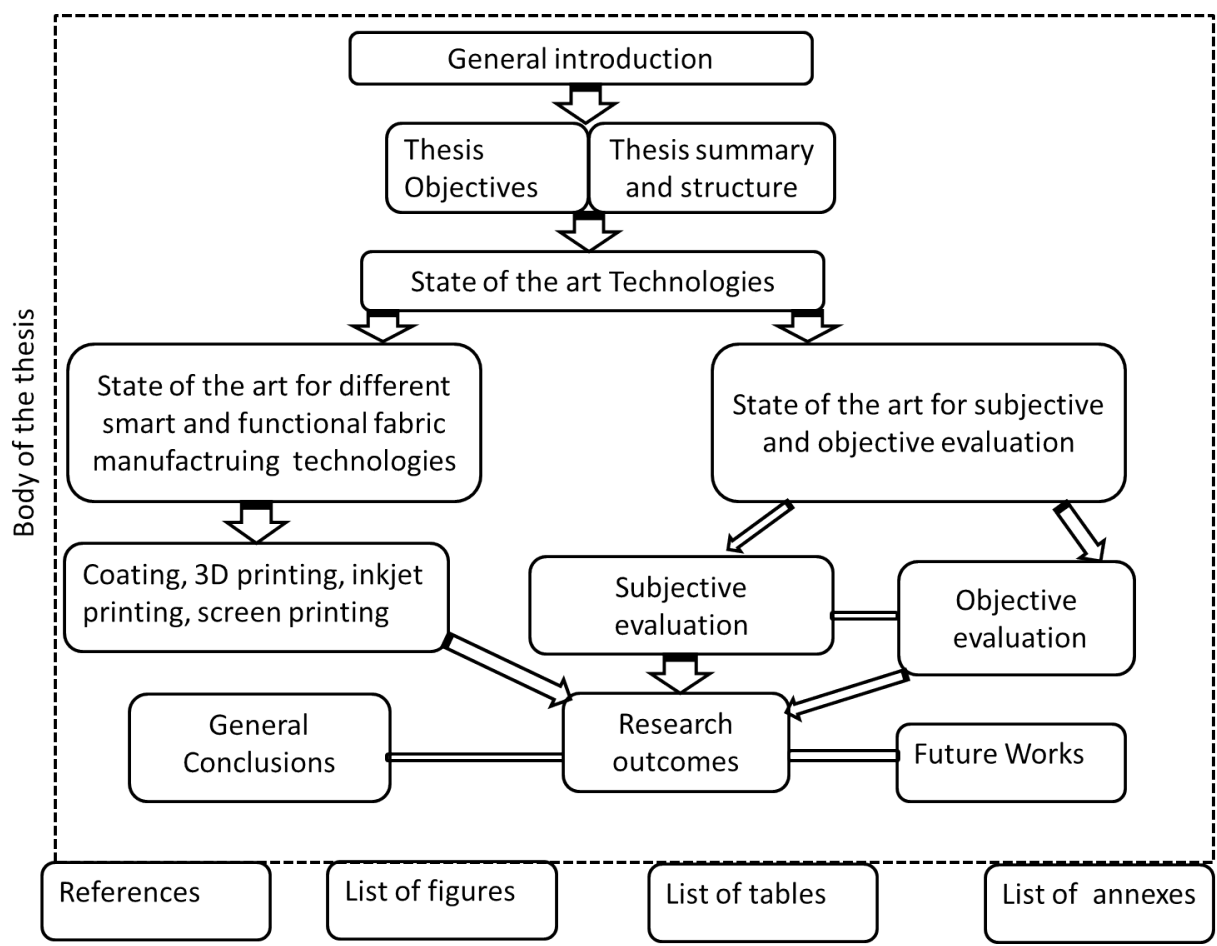 General introduction
Thesis
Objectives
Thesis summary
and structure
State of the art Technologies
State of the art for different
smart and functional fabric
manufactruing technologies
State of the art for subjective
and objective evaluation
Coating, 3D printing, inkjet
printing, screen printing
Subjective
evaluation
Objective
evaluation
General
Conclusions
Research
outcomes
Future Works
Body of the thesis
References
List of figures
List of tables
List of annexes